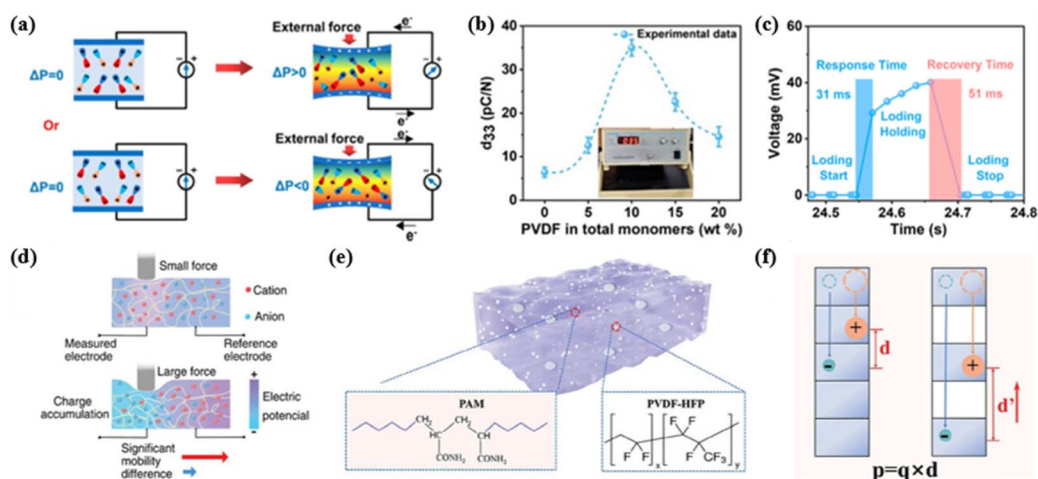 (a)
ΔP=0
External force
e-
ΔP>0
e-
Or
ΔP=0
External force
e-
ΔP<0
e-
(b)
Experimental data
d33 (pC/N)
40
30
20
10
0
0 5 10 15 20
PVDF in total monomers (wt %)
(c)
Voltage (mV)
60
40
20
0
Response Time
31 ms
Recovery Time
51 ms
Loding
Holding
Loding
Start
Loding
Stop
24.5 24.6 24.7 24.8
Time (s)
(d)
Small force
Cation
Anion
Measured
electrode
Reference
electrode
Large force
Charge
accumulation
+
Electric
potencial
-
Significant
mobility
difference
(e)
PAM
CH2 CH2
CH CH
CONH2 CONH2
PVDF-HFP
F F
F F
F CF3
x y
(f)
+
d
-
+
d'
-
p=q×d